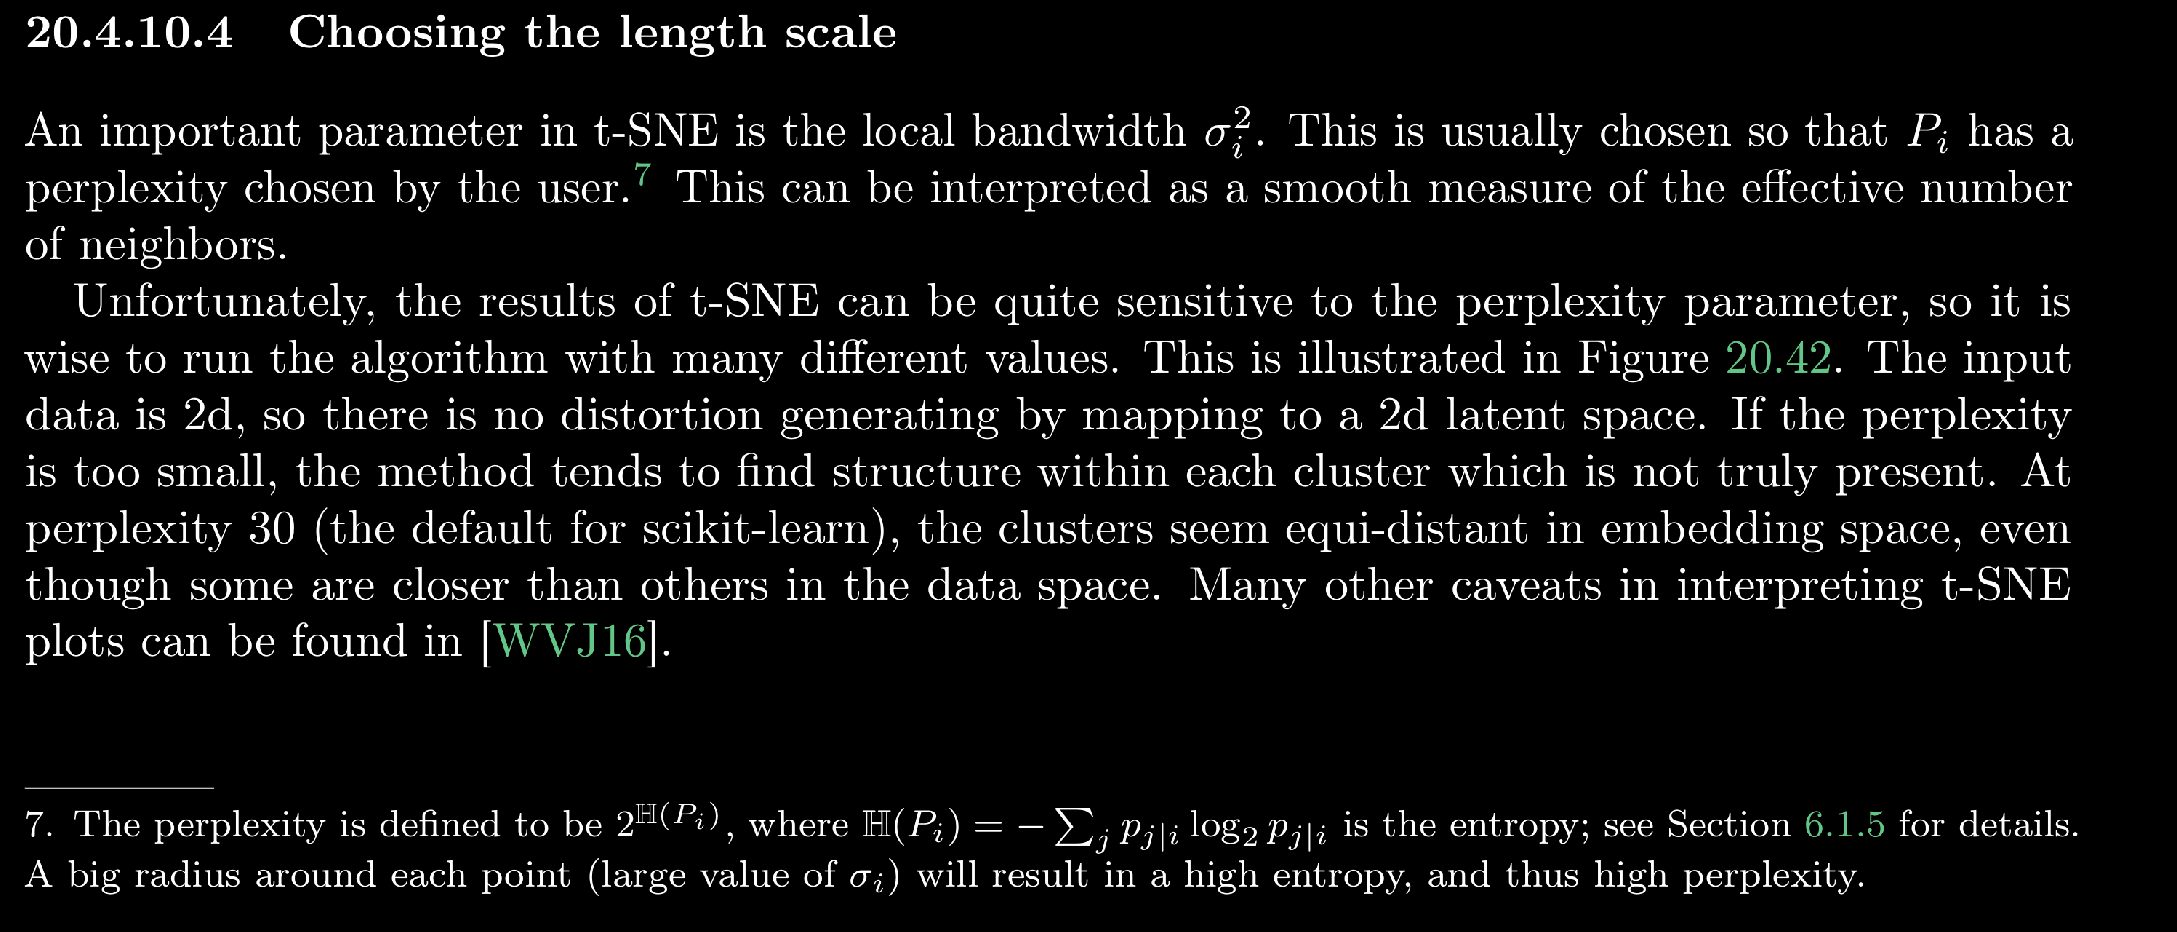 20.4.10.4 Choosing the length scale
An important parameter in t-SNE is the local bandwidth σ_i^2. This is usually chosen so that P_i has a
perplexity chosen by the user.^7 This can be interpreted as a smooth measure of the effective number
of neighbors.
Unfortunately, the results of t-SNE can be quite sensitive to the perplexity parameter, so it is
wise to run the algorithm with many different values. This is illustrated in Figure 20.42. The input
data is 2d, so there is no distortion generating by mapping to a 2d latent space. If the perplexity
is too small, the method tends to find structure within each cluster which is not truly present. At
perplexity 30 (the default for scikit-learn), the clusters seem equi-distant in embedding space, even
though some are closer than others in the data space. Many other caveats in interpreting t-SNE
plots can be found in [WVJ16].
7. The perplexity is defined to be 2^{ℍ(P_i)}, where ℍ(P_i) = − ∑_j p_{j|i} log_2 p_{j|i} is the entropy; see Section 6.1.5 for details.
A big radius around each point (large value of σ_i) will result in a high entropy, and thus high perplexity.